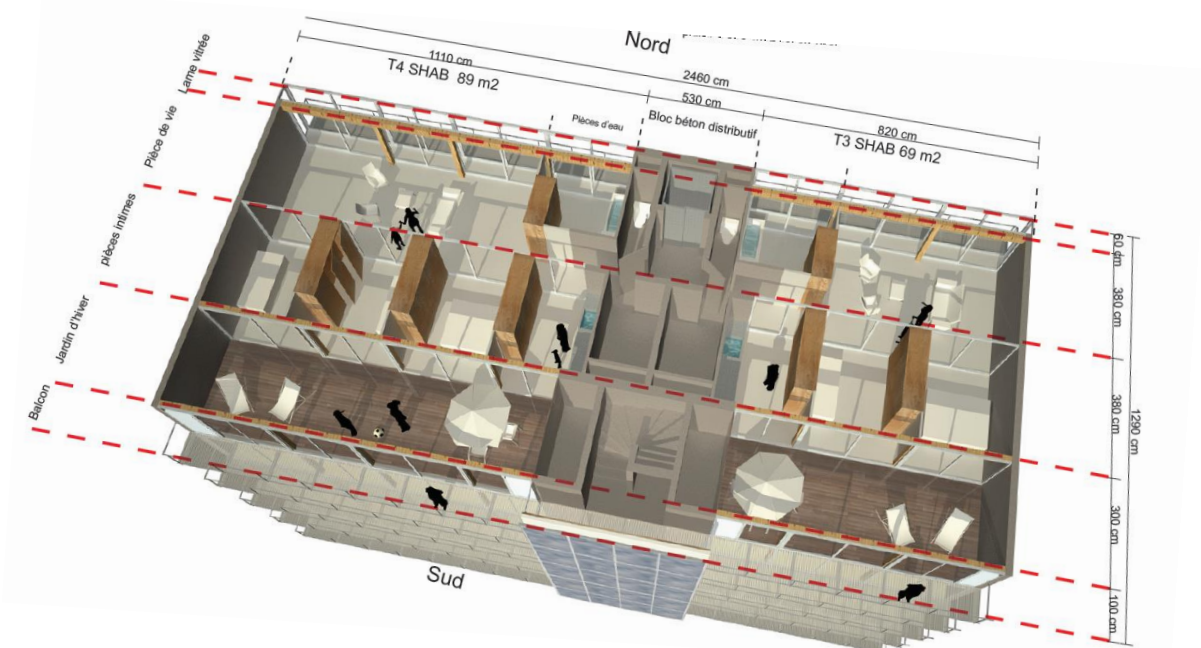 Nord
2460 cm
1110 cm
T4 SHAB 89 m2
530 cm
820 cm
T3 SHAB 69 m2
Pièces d'eau
Bloc béton distributif
Lame vitrée
Pièce de vie
pièces intimes
Jardin d'hiver
Balcon
60 cm
380 cm
380 cm
300 cm
100 cm
1290 cm
Sud